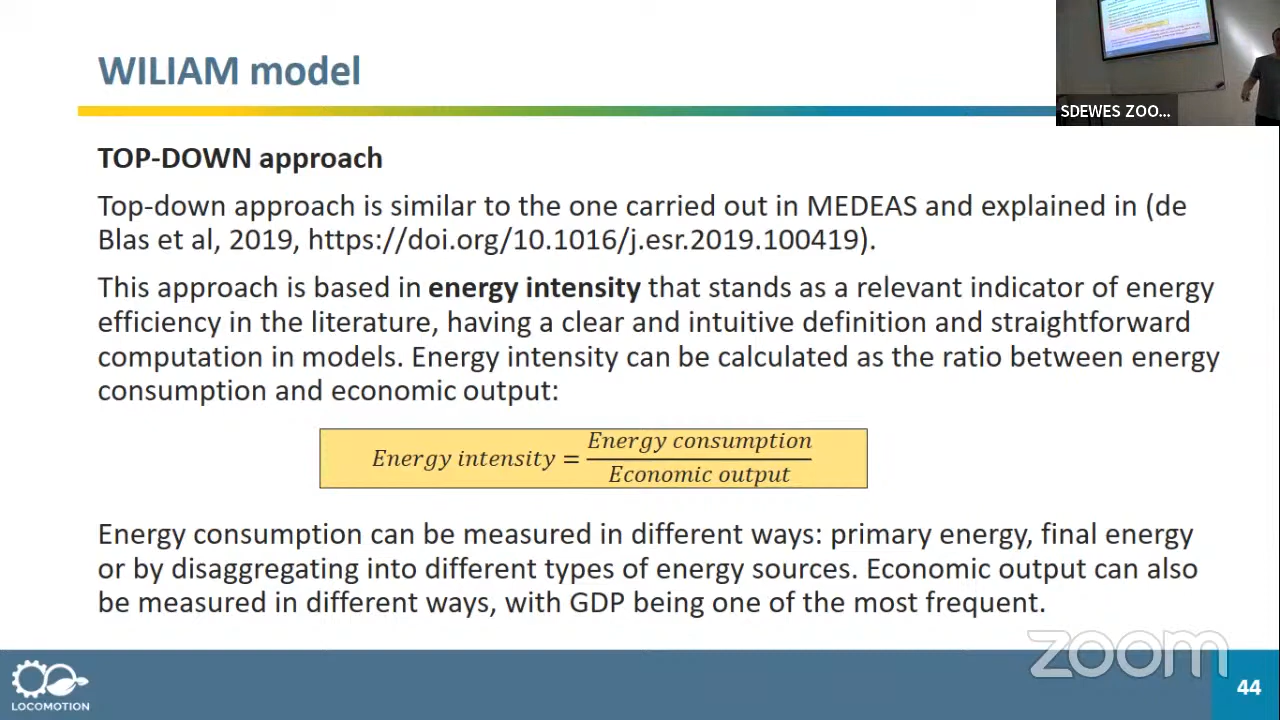 WILIAM model
SDEWES ZOO...
TOP-DOWN approach
Top-down approach is similar to the one carried out in MEDEAS and explained in (de
Blas et al, 2019, https://doi.org/10.1016/j.esr.2019.100419).
This approach is based in energy intensity that stands as a relevant indicator of energy
efficiency in the literature, having a clear and intuitive definition and straightforward
computation in models. Energy intensity can be calculated as the ratio between energy
consumption and economic output:
Energy intensity = Energy consumption
Economic output
Energy consumption can be measured in different ways: primary energy, final energy
or by disaggregating into different types of energy sources. Economic output can also
be measured in different ways, with GDP being one of the most frequent.
zoom
LOCOMOTION
44